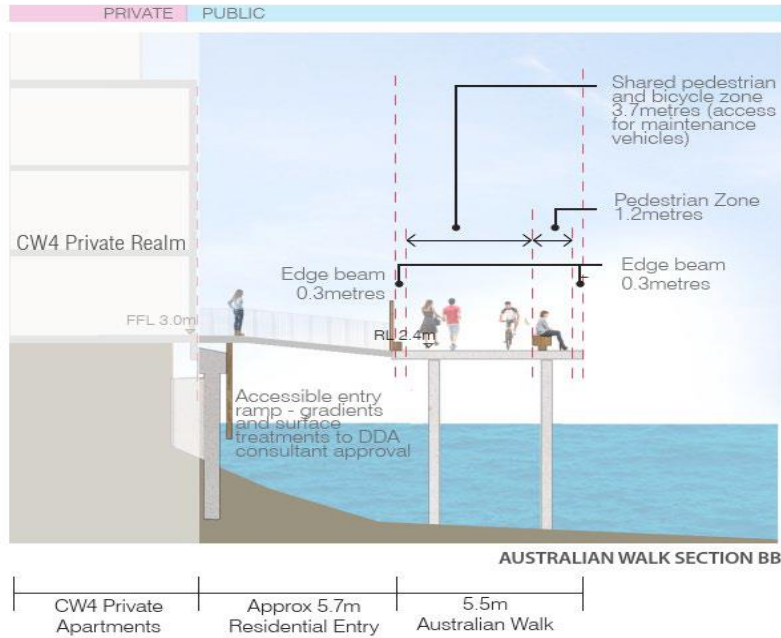 PRIVATE PUBLIC
Shared pedestrian
and bicycle zone
3.7metres (access
for maintenance
vehicles)
Pedestrian Zone
1.2metres
CW4 Private Realm
Edge beam
0.3metres
Edge beam
0.3metres
FFL 3.0m
RL 2.4m
Accessible entry
ramp - gradients
and surface
treatments to DDA
consultant approval
AUSTRALIAN WALK SECTION BB
CW4 Private
Apartments
Approx 5.7m
Residential Entry
5.5m
Australian Walk